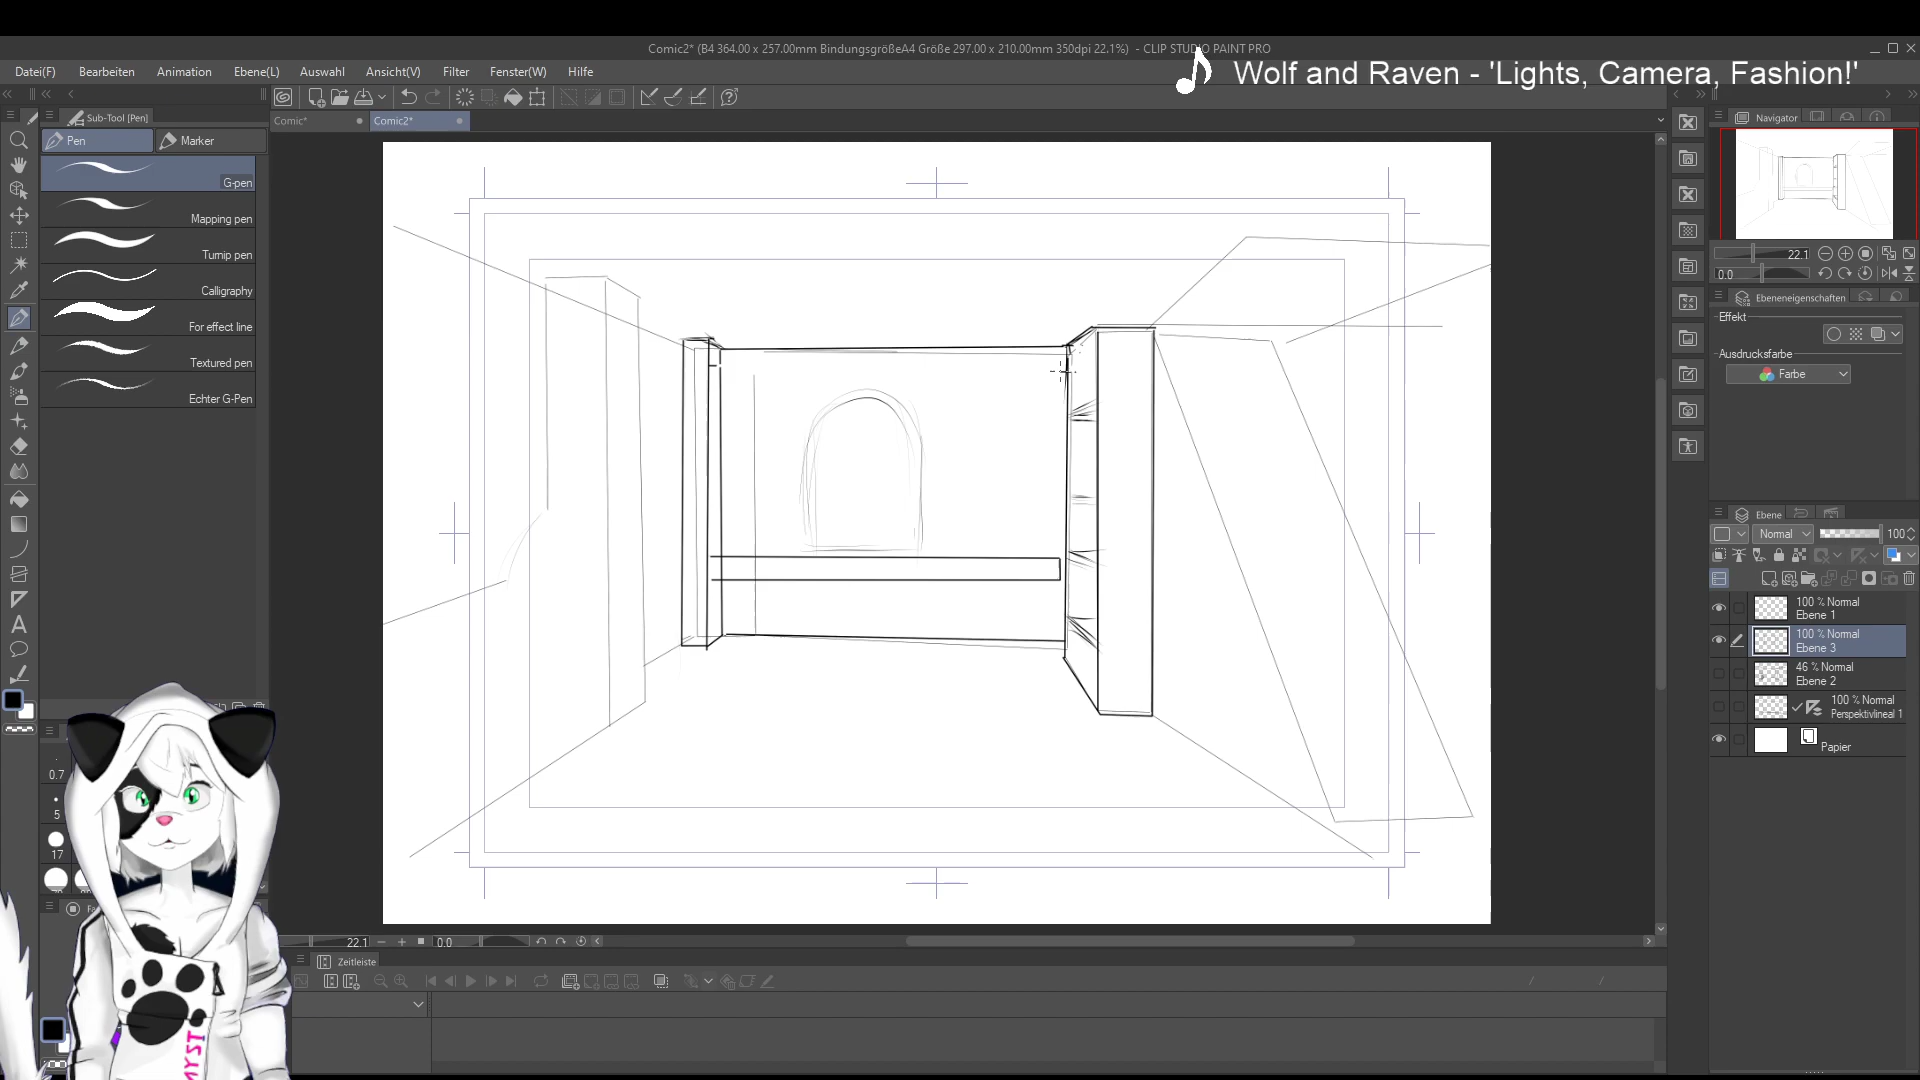 Comic2* (B4 364.00 x 257.00mm BindungsgrößeA4 Größe 297.00 x 210.00mm 350dpi 22.1%) - CLIP STUDIO PAINT PRO
Datei(F) Bearbeiten Animation Ebene(L) Auswahl Ansicht(V) Filter Fenster(W) Hilfe
Wolf and Raven - 'Lights, Camera, Fashion!'
Sub-Tool [Pen]
Comic* Comic2*
Navigator
Pen Marker
G-pen
Mapping pen
Turnip pen
Calligraphy
For effect line
Textured pen
Echter G-Pen
22.1
0.0
Ebeneneigenschaften
Effekt
Ausdrucksfarbe
Farbe
Ebene
Normal 100
100 % Normal
Ebene 1
100 % Normal
Ebene 3
46 % Normal
Ebene 2
100 % Normal
Perspektivlineal 1
Papier
0.7
5
17
22.1 0.0
Zeitleiste